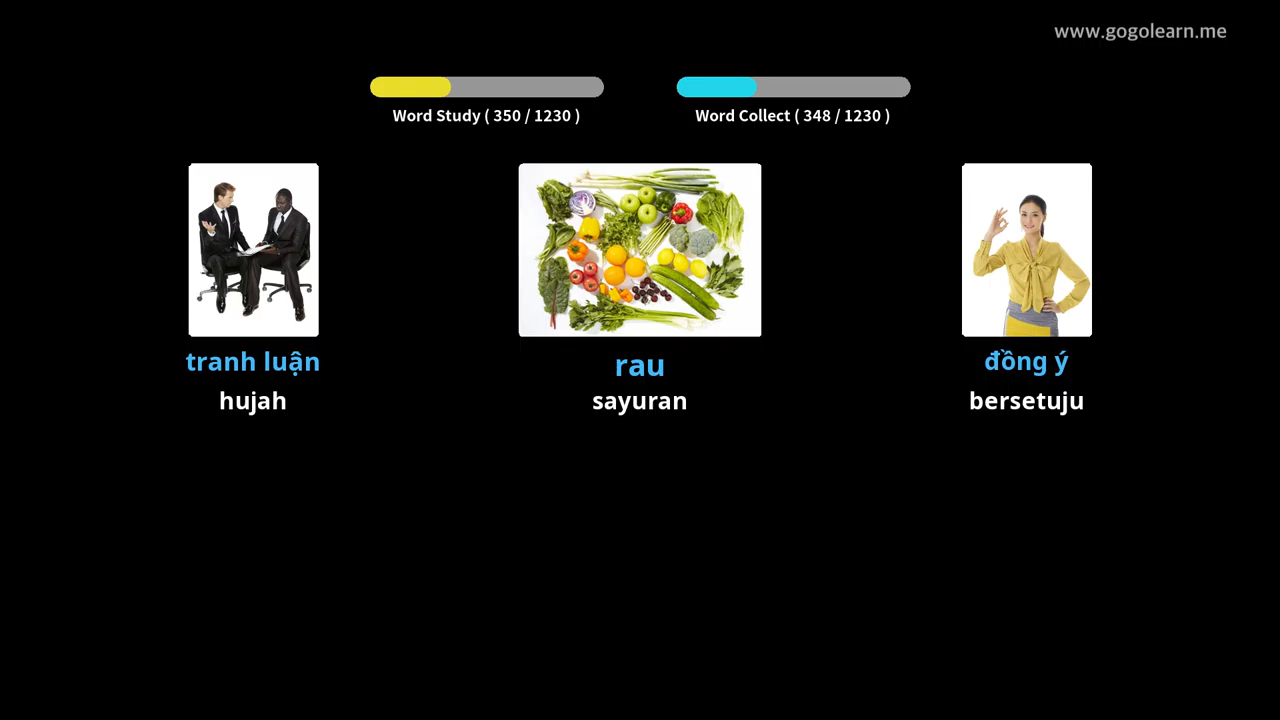 www.gogolearn.me
Word Study ( 350 / 1230 )
Word Collect ( 348 / 1230 )
tranh luận
rau
đồng ý
hujah
sayuran
bersetuju